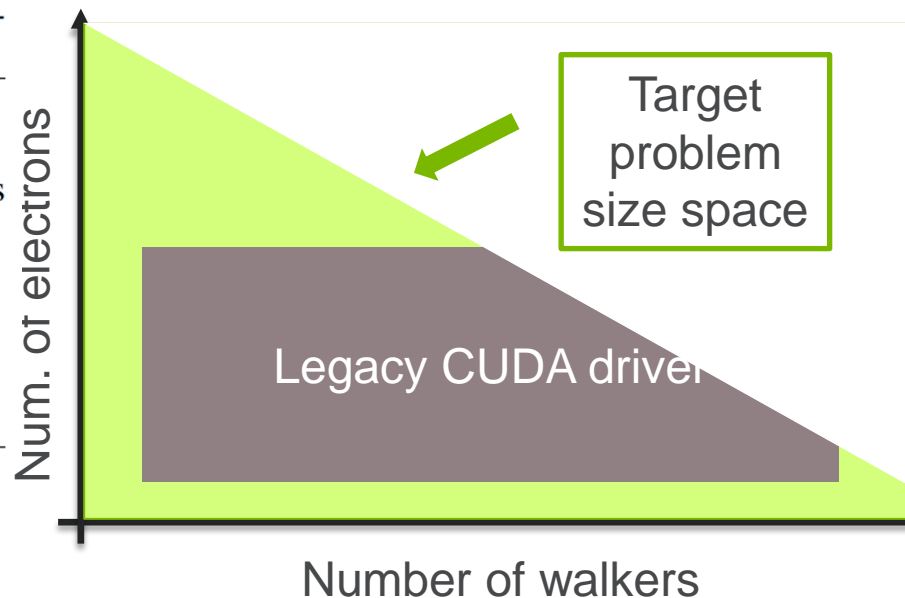 Target
problem
size space
Num. of electrons
Legacy CUDA driver
Number of walkers
s